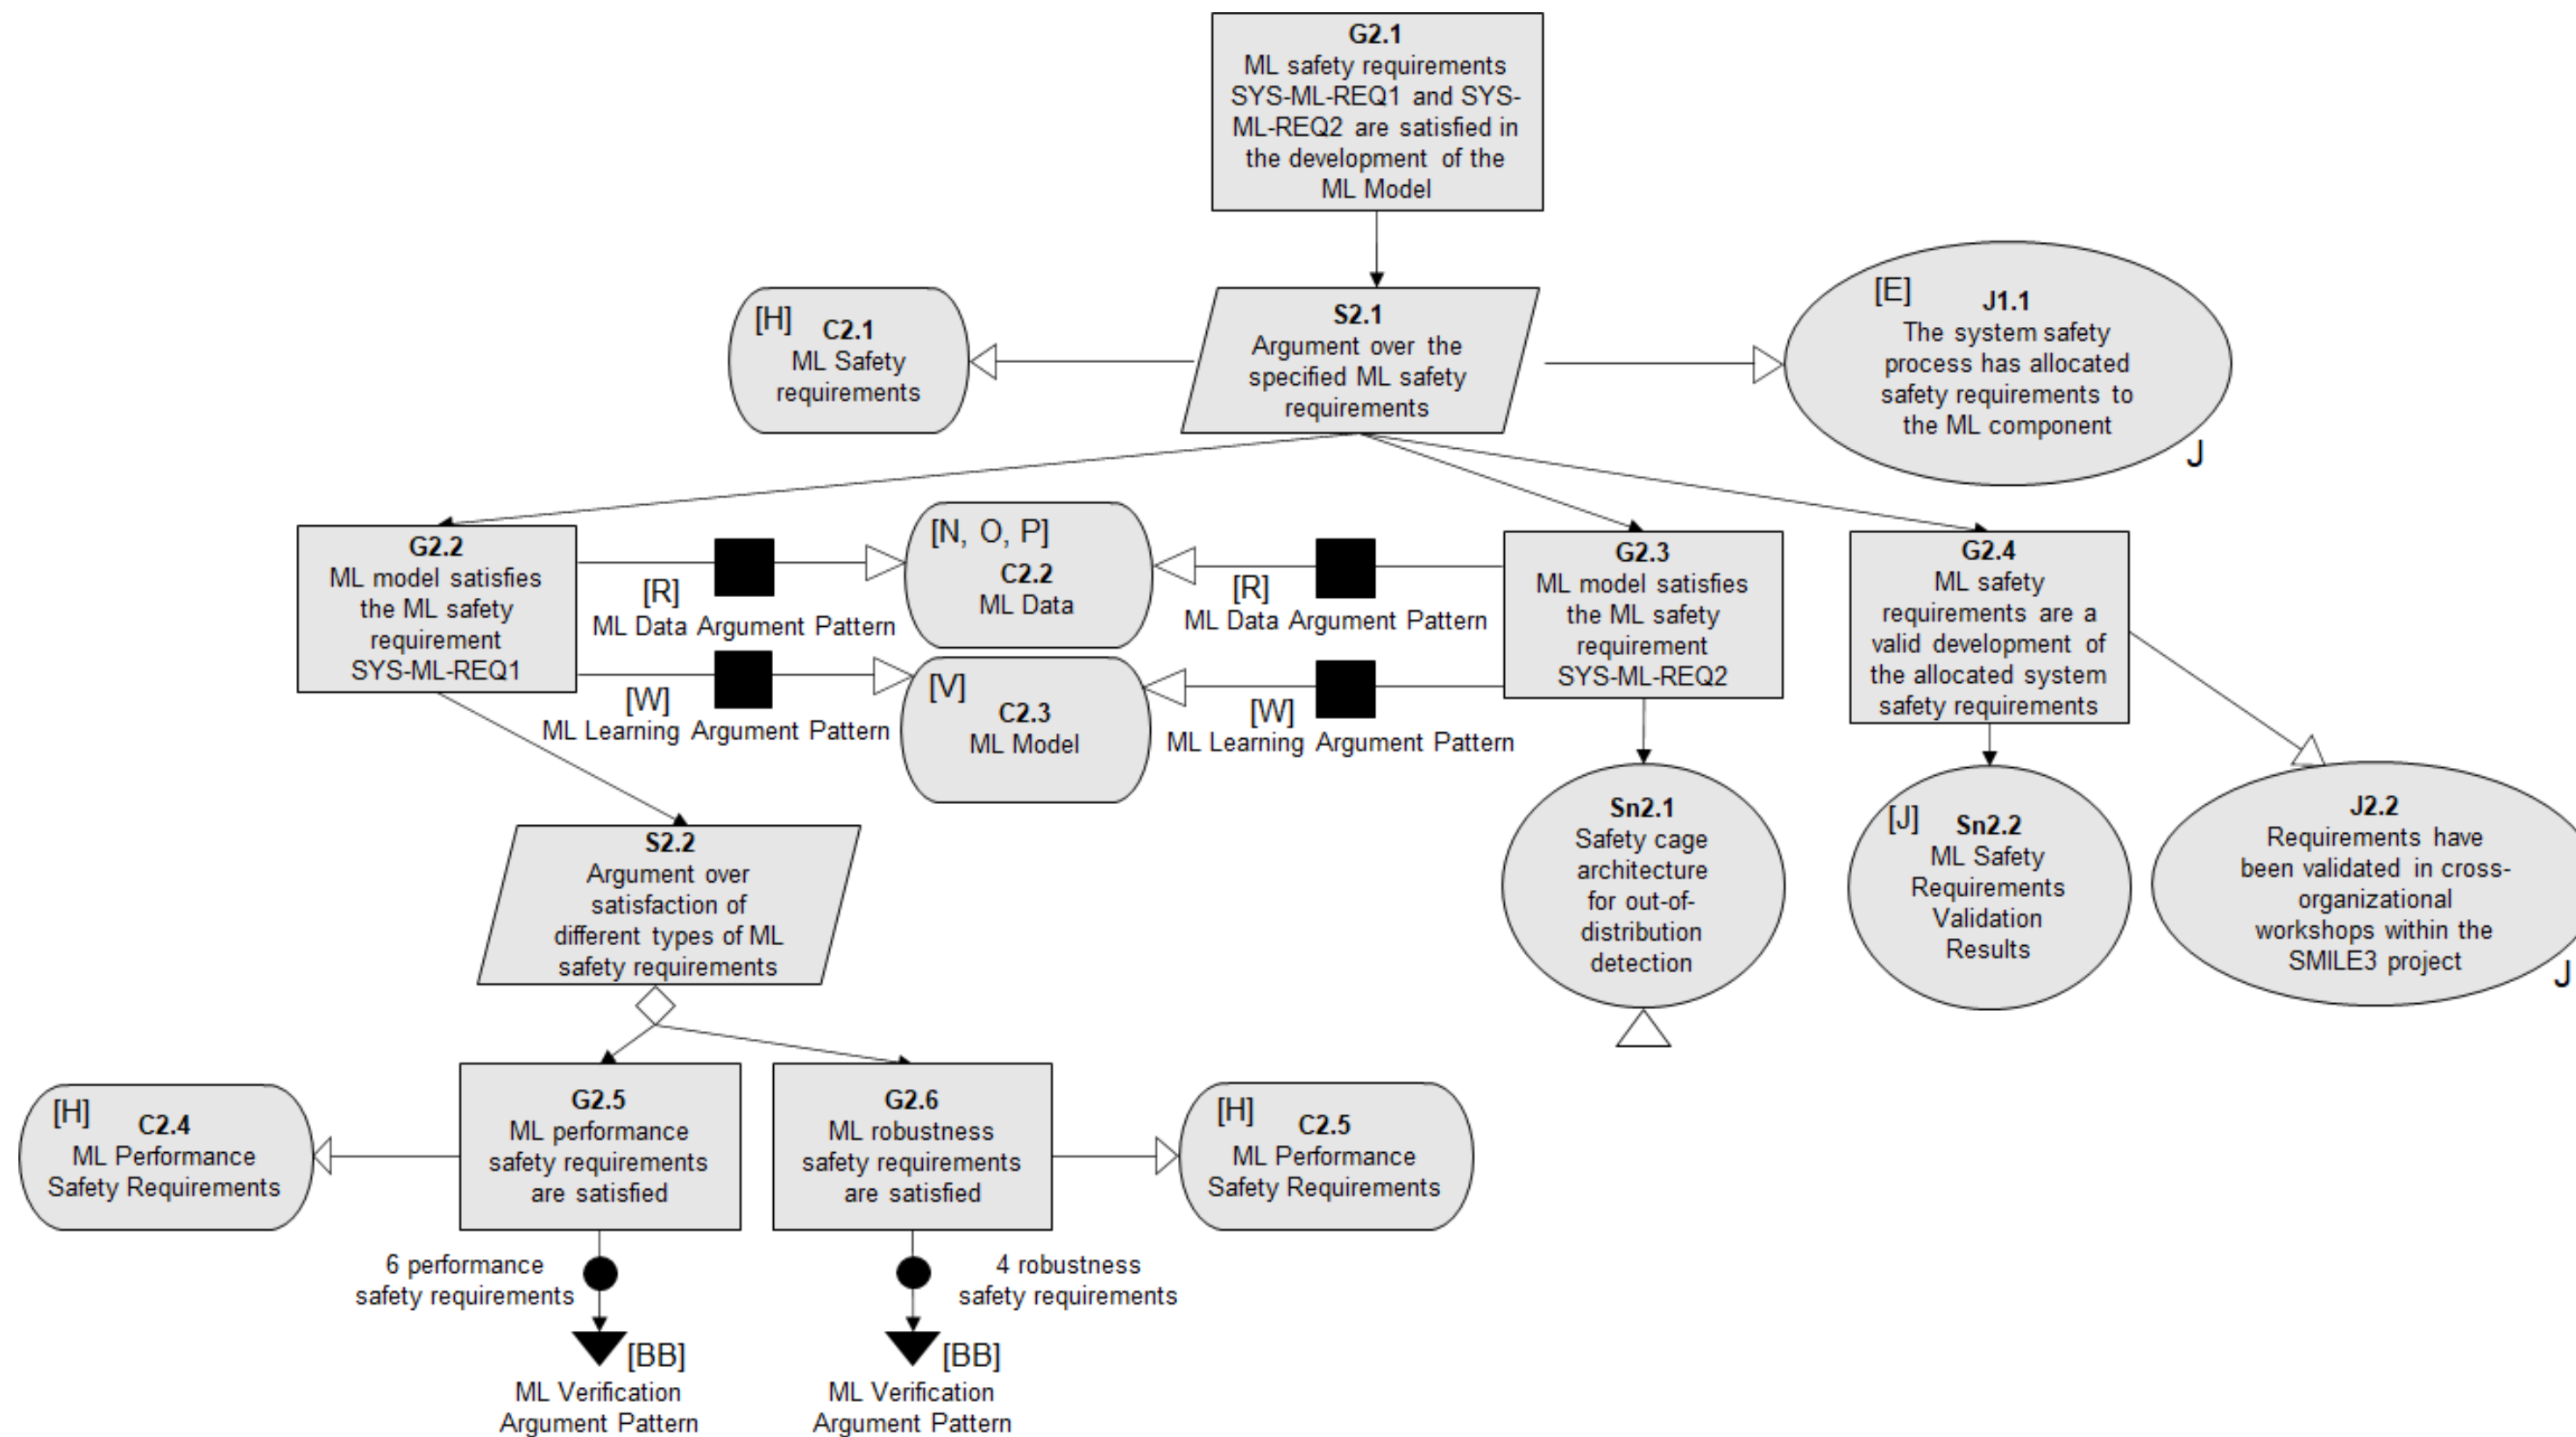 G2.1
ML safety requirements
SYS-ML-REQ1 and SYS-
ML-REQ2 are satisfied in
the development of the
ML Model
[H]
C2.1
ML Safety
requirements
S2.1
Argument over the
specified ML safety
requirements
[E]
J1.1
The system safety
process has allocated
safety requirements to
the ML component
J
G2.2
ML model satisfies
the ML safety
requirement
SYS-ML-REQ1
[R]
ML Data Argument Pattern
[W]
ML Learning Argument Pattern
[N, O, P]
C2.2
ML Data
[V]
C2.3
ML Model
[R]
ML Data Argument Pattern
[W]
ML Learning Argument Pattern
G2.3
ML model satisfies
the ML safety
requirement
SYS-ML-REQ2
G2.4
ML safety
requirements are a
valid development of
the allocated system
safety requirements
S2.2
Argument over
satisfaction of
different types of ML
safety requirements
Sn2.1
Safety cage
architecture
for out-of-
distribution
detection
[J]
Sn2.2
ML Safety
Requirements
Validation
Results
J2.2
Requirements have
been validated in cross-
organizational
workshops within the
SMILE3 project
J
[H]
C2.4
ML Performance
Safety Requirements
G2.5
ML performance
safety requirements
are satisfied
G2.6
ML robustness
safety requirements
are satisfied
[H]
C2.5
ML Performance
Safety Requirements
6 performance
safety requirements
4 robustness
safety requirements
[BB]
ML Verification
Argument Pattern
[BB]
ML Verification
Argument Pattern